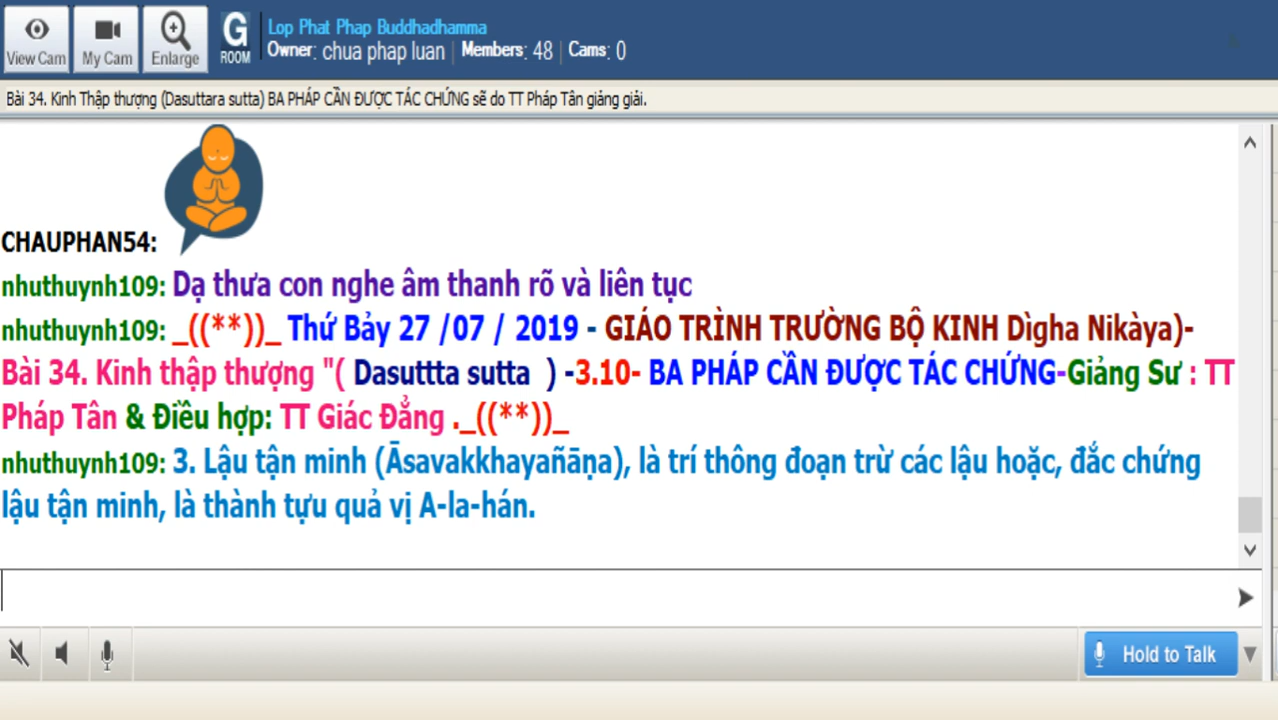 Lop Phat Phap Buddhadhamma
View Cam My Cam Enlarge G ROOM Owner: chua phap luan | Members: 48 | Cams: 0
Bài 34. Kinh Thập thượng (Dasuttara sutta) BA PHÁP CẦN ĐƯỢC TÁC CHỨNG sẽ do TT Pháp Tân giảng giải.
CHAUPHAN54:
nhuthuynh109: Dạ thưa con nghe âm thanh rõ và liên tục
nhuthuynh109: _((**))_ Thứ Bảy 27 /07 / 2019 - GIÁO TRÌNH TRƯỜNG BỘ KINH Dìgha Nikàya)-
Bài 34. Kinh thập thượng "( Dasuttta sutta ) -3.10- BA PHÁP CẦN ĐƯỢC TÁC CHỨNG-Giảng Sư : TT
Pháp Tân & Điều hợp: TT Giác Đẳng ._((**))_
nhuthuynh109: 3. Lậu tận minh (Āsavakkhayañāṇa), là trí thông đoạn trừ các lậu hoặc, đắc chứng
lậu tận minh, là thành tựu quả vị A-la-hán.
Hold to Talk